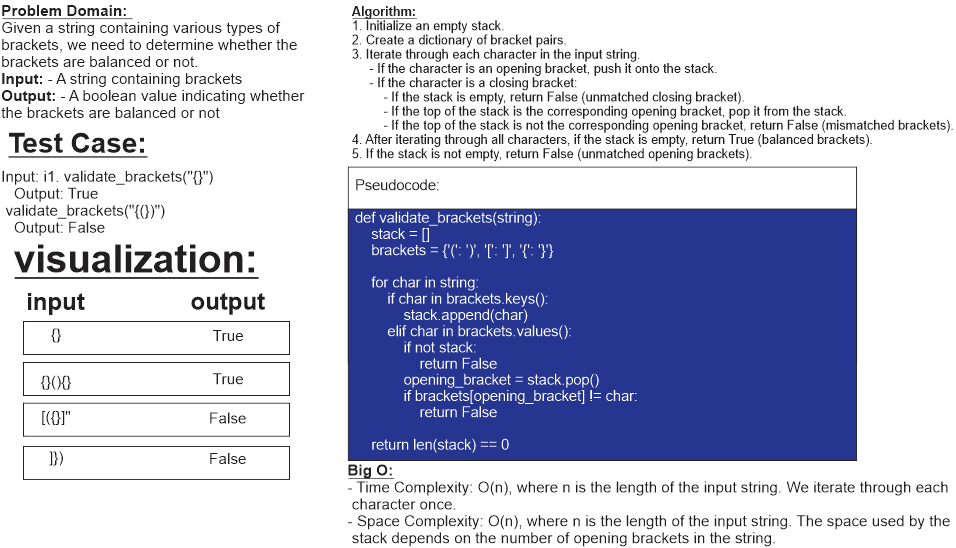 Problem Domain:
Given a string containing various types of
brackets, we need to determine whether the
brackets are balanced or not.
Input: - A string containing brackets
Output: - A boolean value indicating whether
the brackets are balanced or not
Test Case:
Input: i1. validate_brackets("{}")
Output: True
validate_brackets("{(})")
Output: False
visualization:
input output
{} True
{}(){} True
[({}]" False
]}) False
Algorithm:
1. Initialize an empty stack.
2. Create a dictionary of bracket pairs.
3. Iterate through each character in the input string.
- If the character is an opening bracket, push it onto the stack.
- If the character is a closing bracket:
- If the stack is empty, return False (unmatched closing bracket).
- If the top of the stack is the corresponding opening bracket, pop it from the stack.
- If the top of the stack is not the corresponding opening bracket, return False (mismatched brackets).
4. After iterating through all characters, if the stack is empty, return True (balanced brackets).
5. If the stack is not empty, return False (unmatched opening brackets).
Pseudocode:
def validate_brackets(string):
stack = []
brackets = {'(': ')', '[': ']', '{': '}'}
for char in string:
if char in brackets.keys():
stack.append(char)
elif char in brackets.values():
if not stack:
return False
opening_bracket = stack.pop()
if brackets[opening_bracket] != char:
return False
return len(stack) == 0
Big O:
- Time Complexity: O(n), where n is the length of the input string. We iterate through each
character once.
- Space Complexity: O(n), where n is the length of the input string. The space used by the
stack depends on the number of opening brackets in the string.